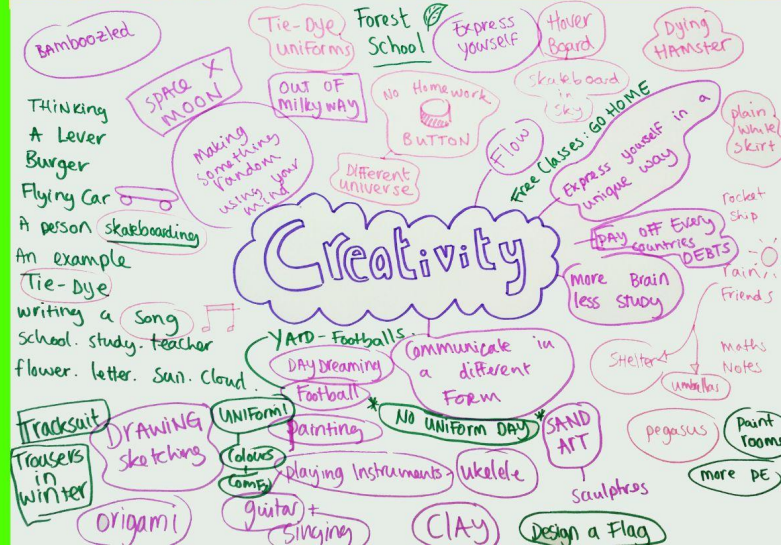 BAMBOOZLED
Tie-Dye
uniforms
Forest
School
Express
yourself
Hover
Board
Dying
HAMSTER
SPACE X
MOON
OUT OF
MilkyWAY
No Homework
BUTTON
Skateboard
in
Sky
plain
white
skirt
THiNking
A Lever
Burger
Flying Car
A person skateboarding
An example
Tie-Dye
writing a song
school. study. teacher
flower. letter. Sun. Cloud.
making
something
random
using your
mind
Different
universe
Flow
Free Classes: GO HOME
Express yourself in a
unique way
rocket
ship
Creativity
DAY OFF Every
countries
DEBTS
more Brain
less study
rain
Friends
Shelter
umbrellas
Maths
Notes
YARD-Footballs.
DAY Dreaming
Football
Communicate in
a different
Form
Tracksuit
Trousers
in
winter
DRAWiNG
Sketching
UNIForm!
Colours
Comfy
Painting
* No UNiFORM DAY *
SAND
ART
pegasus
Paint
rooms
more PE
playing Instruments
Ukelele
Sculptres
origami
guitar +
Singing
ClAY
Design a Flag